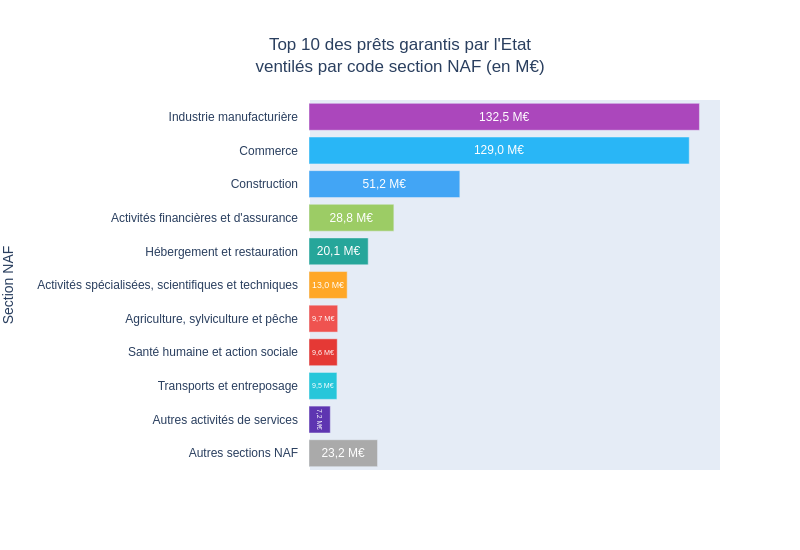 Top 10 des prêts garantis par l'Etat
ventilés par code section NAF (en M€)
Section NAF
Industrie manufacturière 132,5 M€
Commerce 129,0 M€
Construction 51,2 M€
Activités financières et d'assurance 28,8 M€
Hébergement et restauration 20,1 M€
Activités spécialisées, scientifiques et techniques 13,0 M€
Agriculture, sylviculture et pêche 9,7 M€
Santé humaine et action sociale 9,6 M€
Transports et entreposage 9,5 M€
Autres activités de services 7,2 M€
Autres sections NAF 23,2 M€